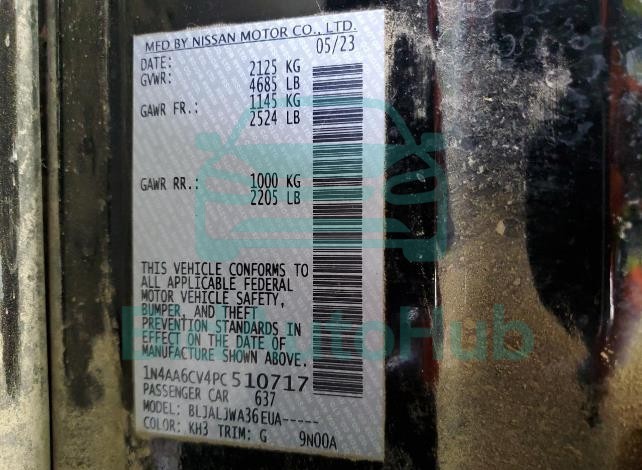 MFD BY NISSAN MOTOR CO., LTD.
DATE: 05/23
GVWR: 2125 KG
4685 LB
GAWR FR.: 1145 KG
2524 LB
GAWR RR.: 1000 KG
2205 LB
THIS VEHICLE CONFORMS TO
ALL APPLICABLE FEDERAL
MOTOR VEHICLE SAFETY,
BUMPER, AND THEFT
PREVENTION STANDARDS IN
EFFECT ON THE DATE OF
MANUFACTURE SHOWN ABOVE.
1N4AA6CV4PC510717
PASSENGER CAR 637
MODEL: BLJALJWA36EUA-----
COLOR: KH3 TRIM: G 9N00A